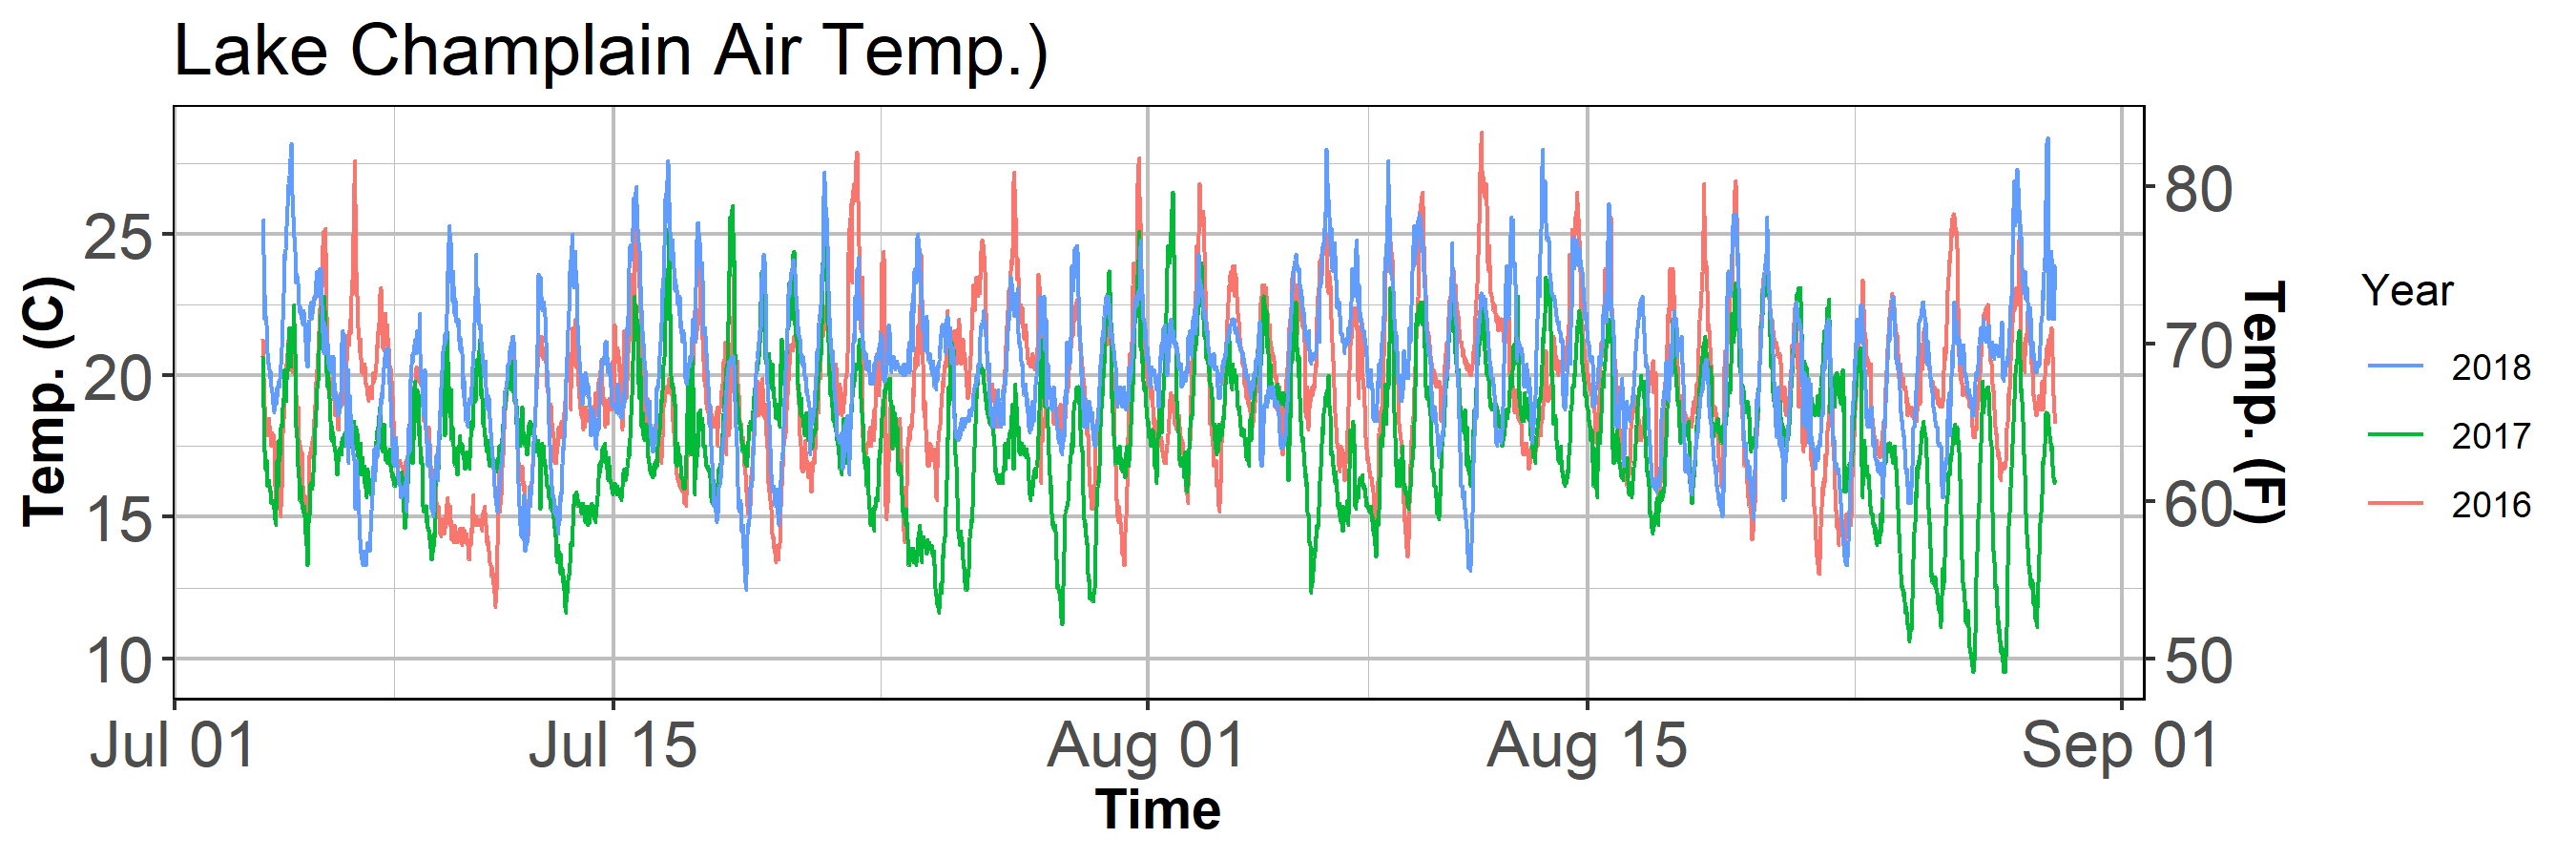 Lake Champlain Air Temp.)
Temp. (C)
25
20
15
10
80
70
60
50
Temp. (F)
Jul 01
Jul 15
Aug 01
Aug 15
Sep 01
Time
Year
2018
2017
2016